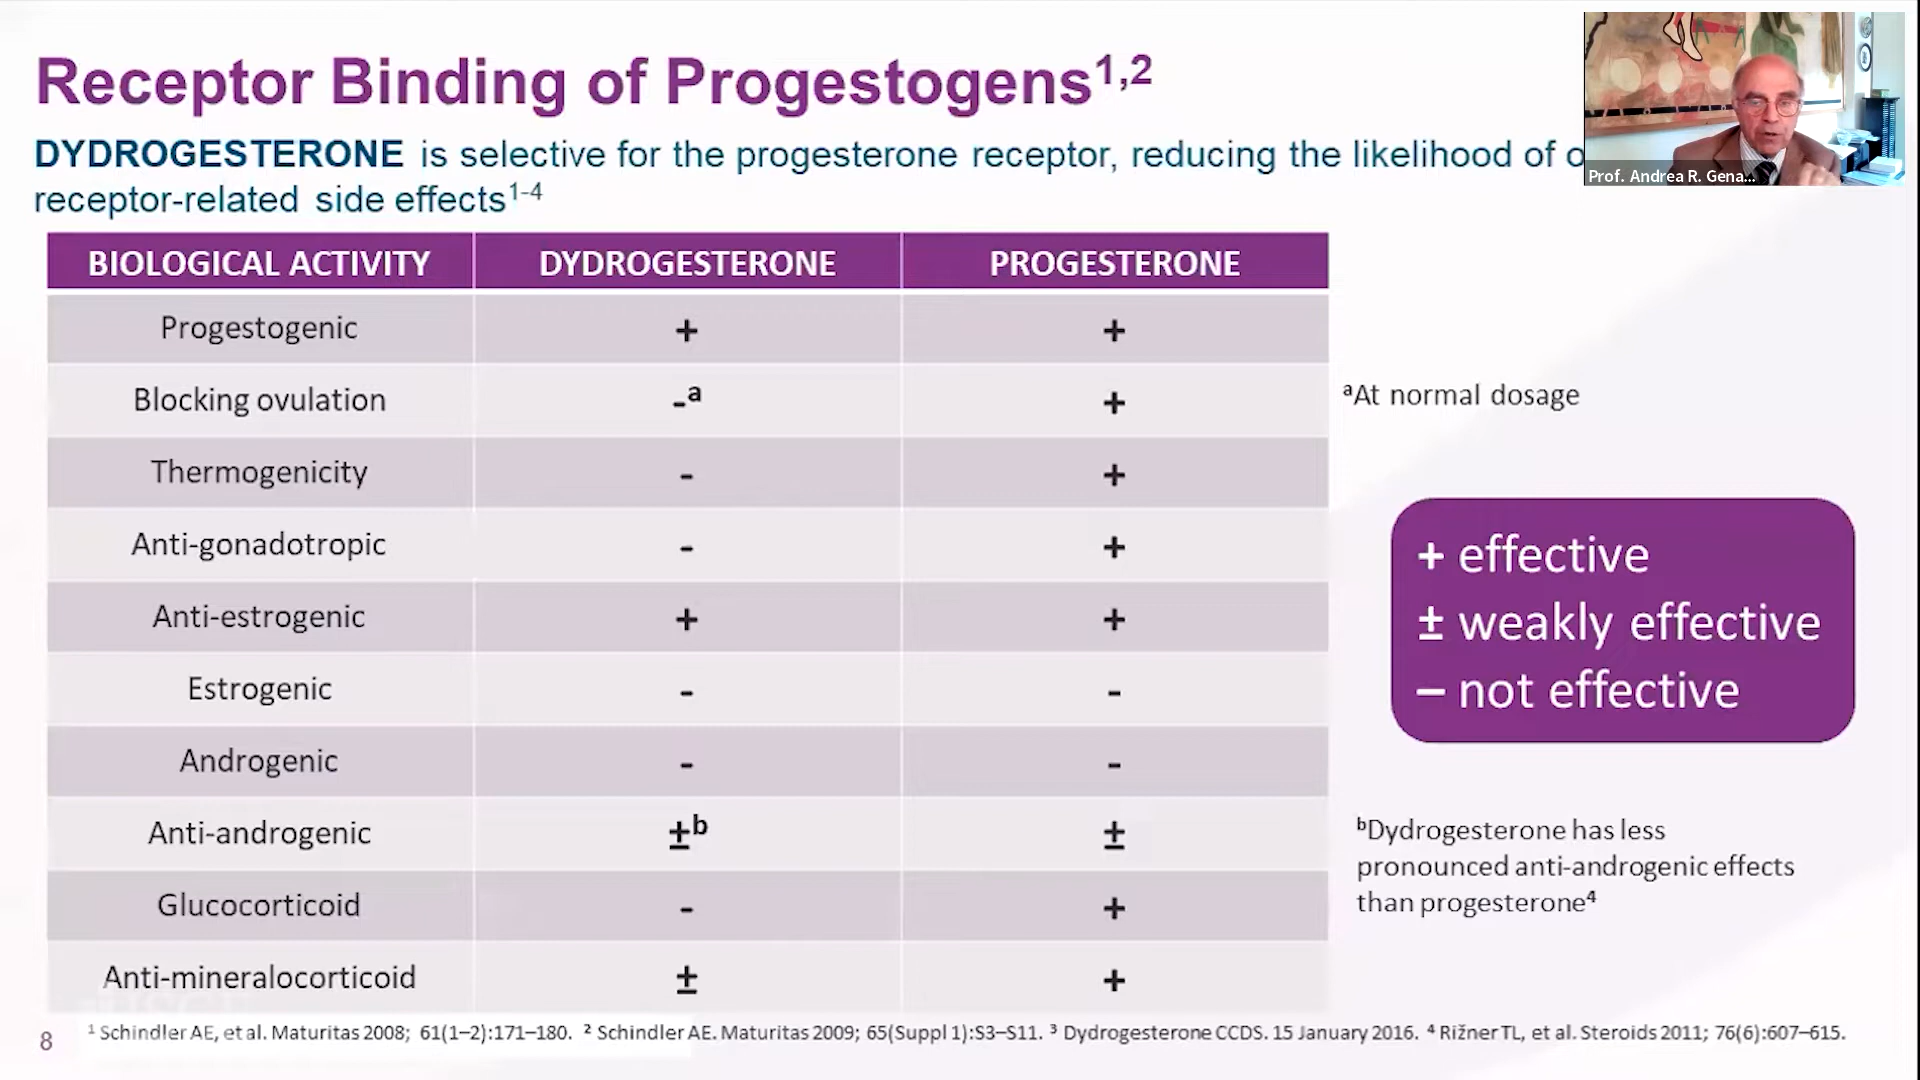 Receptor Binding of Progestogens1,2
DYDROGESTERONE is selective for the progesterone receptor, reducing the likelihood of
receptor-related side effects1-4
Prof. Andrea R. Gena...
BIOLOGICAL ACTIVITY DYDROGESTERONE PROGESTERONE
Progestogenic + +
Blocking ovulation -a +
aAt normal dosage
Thermogenicity - +
Anti-gonadotropic - +
Anti-estrogenic + +
Estrogenic - -
Androgenic - -
Anti-androgenic ±b ±
Glucocorticoid - +
Anti-mineralocorticoid ± +
+ effective
± weakly effective
– not effective
bDydrogesterone has less
pronounced anti-androgenic effects
than progesterone4
8
1 Schindler AE, et al. Maturitas 2008; 61(1–2):171–180. 2 Schindler AE. Maturitas 2009; 65(Suppl 1):S3–S11. 3 Dydrogesterone CCDS. 15 January 2016. 4 Rižner TL, et al. Steroids 2011; 76(6):607–615.